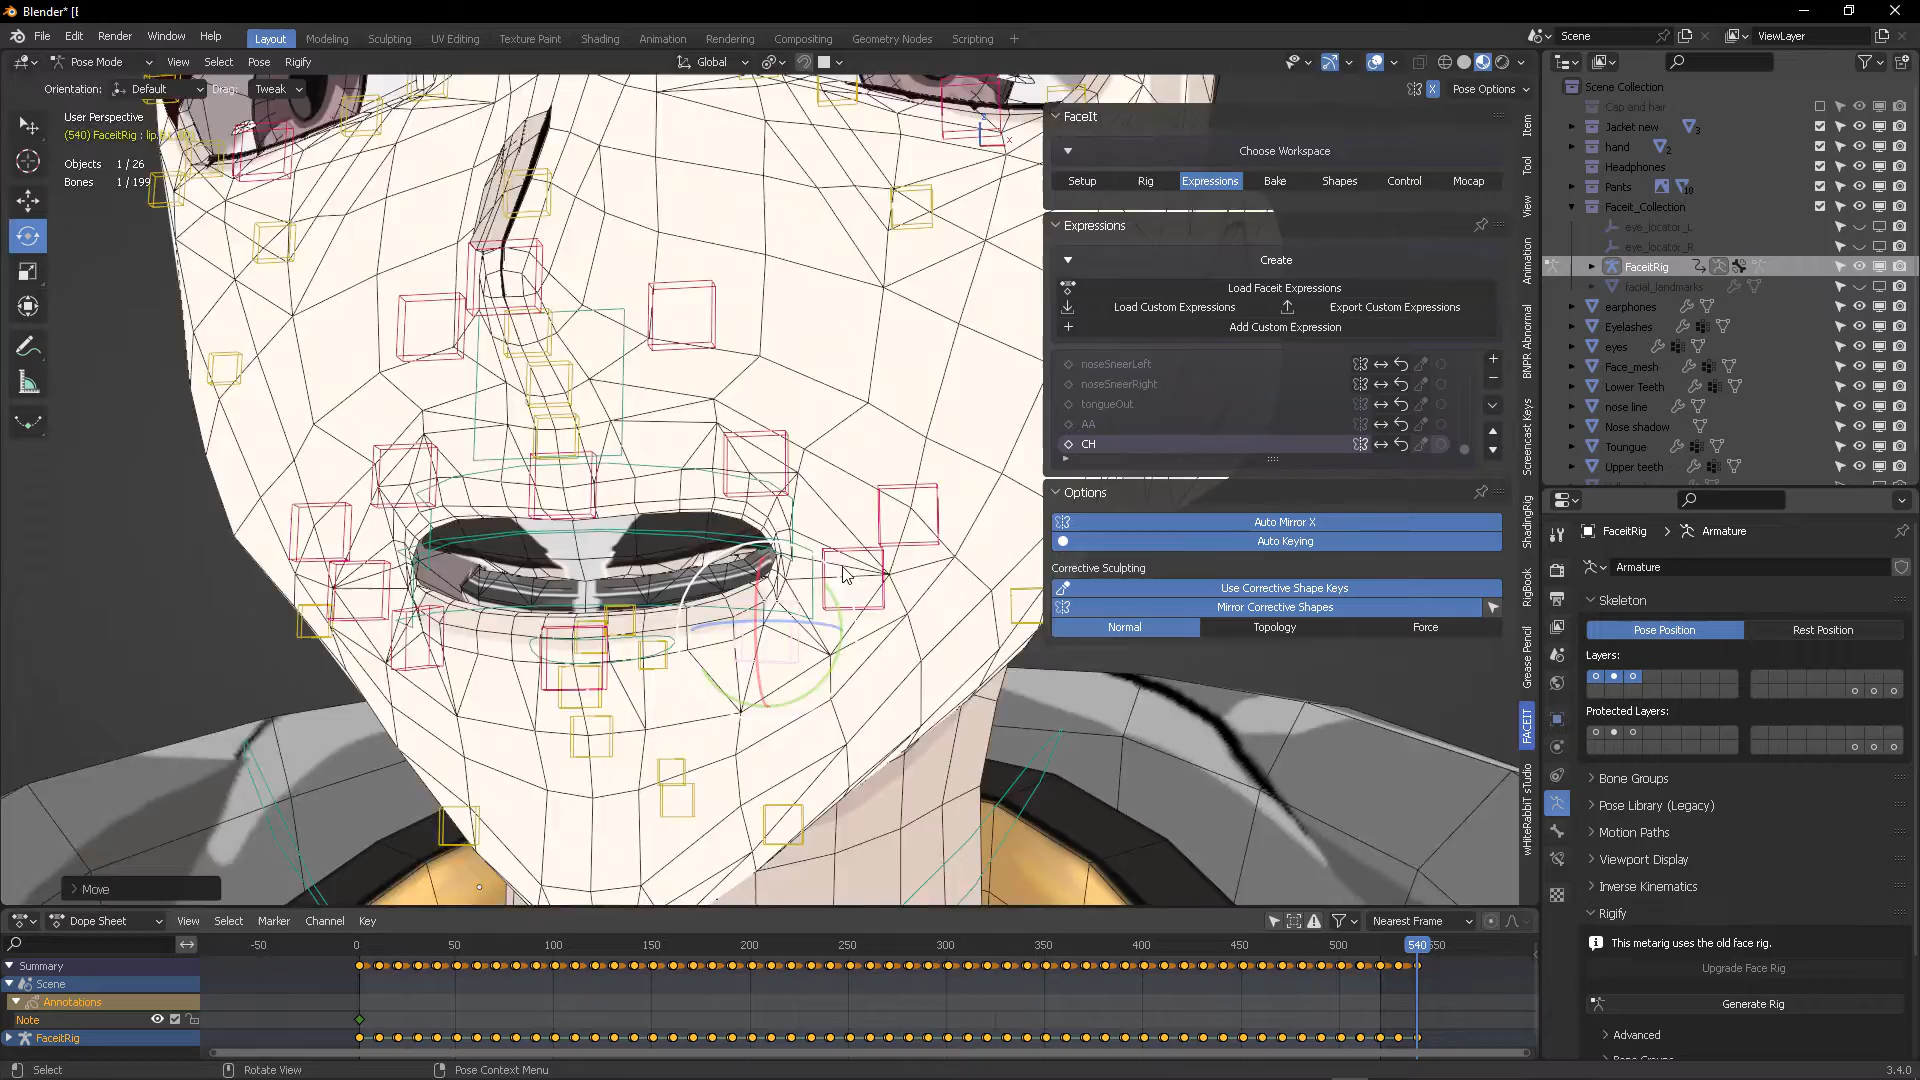 Blender* [E
File Edit Render Window Help Layout Modeling Sculpting UV Editing Texture Paint Shading Animation Rendering Compositing Geometry Nodes Scripting Scene ViewLayer
Pose Mode View Select Pose Rigify Global
Orientation: Default Drag: Tweak Pose Options
User Perspective
(540) FaceitRig :
Objects 1 / 26
Bones 1 / 199
FaceIt
Choose Workspace
Setup Rig Expressions Bake Shapes Control Mocap
Expressions
Create
Load Faceit Expressions
Load Custom Expressions Export Custom Expressions
Add Custom Expression
noseSneerLeft
noseSneerRight
tongueOut
AA
CH
Options
Auto Mirror X
Auto Keying
Corrective Sculpting
Use Corrective Shape Keys
Mirror Corrective Shapes
Normal Topology Force
Item
Tool
View
Animation
BNPR Abnormal
Screencast Keys
ShadingRig
RigBook
Grease Pencil
FACEIT
wHiteRabbiT sTudio
Scene Collection
Cap and hair
Jacket new 3
hand 2
Headphones
Pants 10
Faceit_Collection
eye_locator_L
eye_locator_R
FaceitRig
facial_landmarks
earphones
Eyelashes
eyes
Face_mesh
Lower Teeth
nose line
Nose shadow
Toungue
Upper teeth
FaceitRig > Armature
Armature
Skeleton
Pose Position Rest Position
Layers:
Protected Layers:
Bone Groups
Pose Library (Legacy)
Motion Paths
Viewport Display
Inverse Kinematics
Rigify
This metarig uses the old face rig.
Upgrade Face Rig
Generate Rig
Advanced
Move
Dope Sheet View Select Marker Channel Key Nearest Frame
-50 0 50 100 150 200 250 300 350 400 450 500 540 550
Summary
Scene
Annotations
Note
FaceitRig
Select Rotate View Pose Context Menu 3.4.0